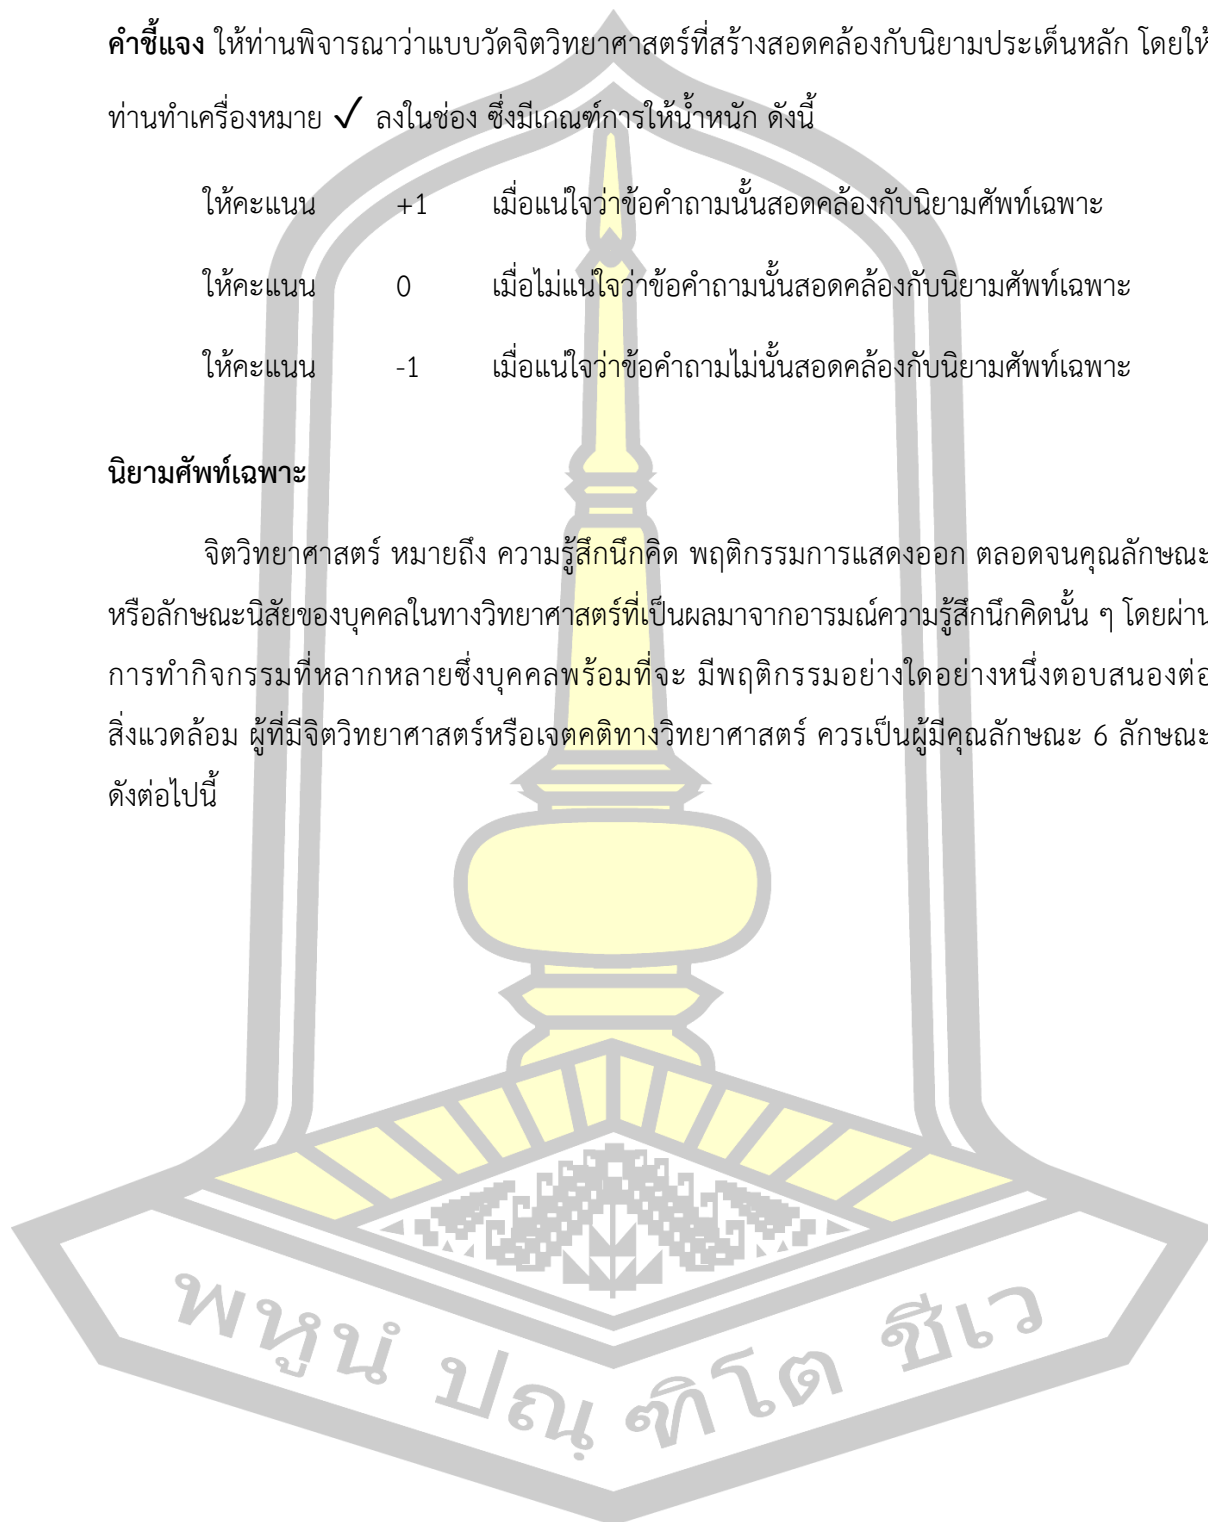 คำชี้แจง ให้ท่านพิจารณาว่าแบบวัดจิตวิทยาศาสตร์ที่สร้างสอดคล้องกับนิยามประเด็นหลัก โดยให้
ท่านทำเครื่องหมาย ✓ ลงในช่อง ซึ่งมีเกณฑ์การให้น้ำหนัก ดังนี้
ให้คะแนน +1 เมื่อแน่ใจว่าข้อคำถามนั้นสอดคล้องกับนิยามศัพท์เฉพาะ
ให้คะแนน 0 เมื่อไม่แน่ใจว่าข้อคำถามนั้นสอดคล้องกับนิยามศัพท์เฉพาะ
ให้คะแนน -1 เมื่อแน่ใจว่าข้อคำถามไม่นั้นสอดคล้องกับนิยามศัพท์เฉพาะ
นิยามศัพท์เฉพาะ
จิตวิทยาศาสตร์ หมายถึง ความรู้สึกนึกคิด พฤติกรรมการแสดงออก ตลอดจนคุณลักษณะ
หรือลักษณะนิสัยของบุคคลในทางวิทยาศาสตร์ที่เป็นผลมาจากอารมณ์ความรู้สึกนึกคิดนั้น ๆ โดยผ่าน
การทำกิจกรรมที่หลากหลายซึ่งบุคคลพร้อมที่จะ มีพฤติกรรมอย่างใดอย่างหนึ่งตอบสนองต่อ
สิ่งแวดล้อม ผู้ที่มีจิตวิทยาศาสตร์หรือเจตคติทางวิทยาศาสตร์ ควรเป็นผู้มีคุณลักษณะ 6 ลักษณะ
ดังต่อไปนี้
พหูนํ ปณฺฑิโต ชีเว